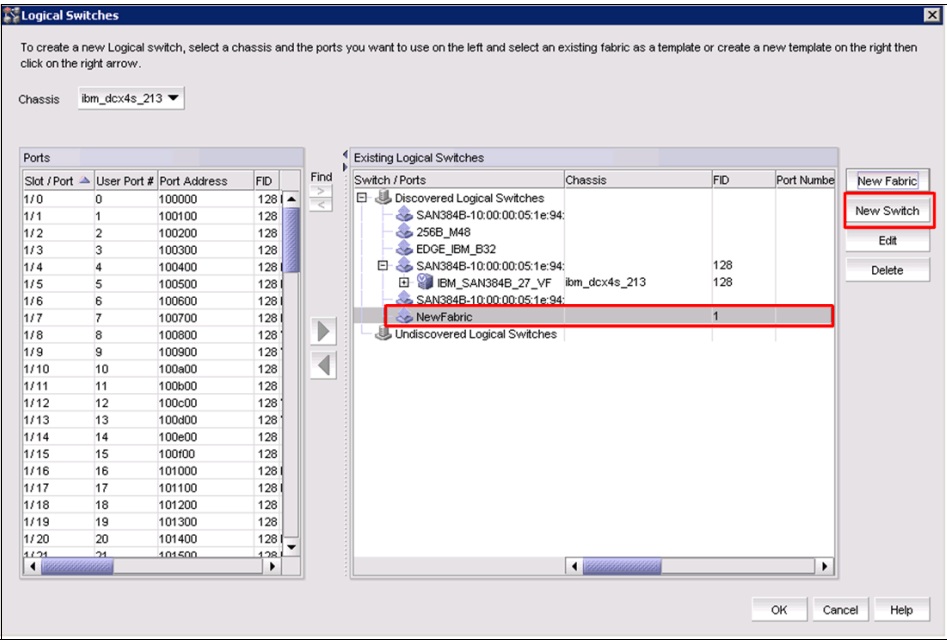 Logical Switches
To create a new Logical switch, select a chassis and the ports you want to use on the left and select an existing fabric as a template or create a new template on the right then
click on the right arrow.
Chassis ibm_dcx4s_213
Ports
Slot / Port User Port # Port Address FID
1/0 0 100000 128
1/1 1 100100 128
1/2 2 100200 128
1/3 3 100300 128
1/4 4 100400 128
1/5 5 100500 128
1/6 6 100600 128
1/7 7 100700 128
1/8 8 100800 128
1/9 9 100900 128
1/10 10 100a00 128
1/11 11 100b00 128
1/12 12 100c00 128
1/13 13 100d00 128
1/14 14 100e00 128
1/15 15 100f00 128
1/16 16 101000 128
1/17 17 101100 128
1/18 18 101200 128
1/19 19 101300 128
1/20 20 101400 128
1/21 21 101500 128
Find
>
<
Existing Logical Switches
Switch / Ports Chassis FID Port Numbe
Discovered Logical Switches
SAN384B-10:00:00:05:1e:94:
256B_M48
EDGE_IBM_B32
SAN384B-10:00:00:05:1e:94: 128
IBM_SAN384B_27_VF ibm_dcx4s_213 128
SAN384B-10:00:00:05:1e:94:
NewFabric 1
Undiscovered Logical Switches
New Fabric
New Switch
Edit
Delete
OK Cancel Help